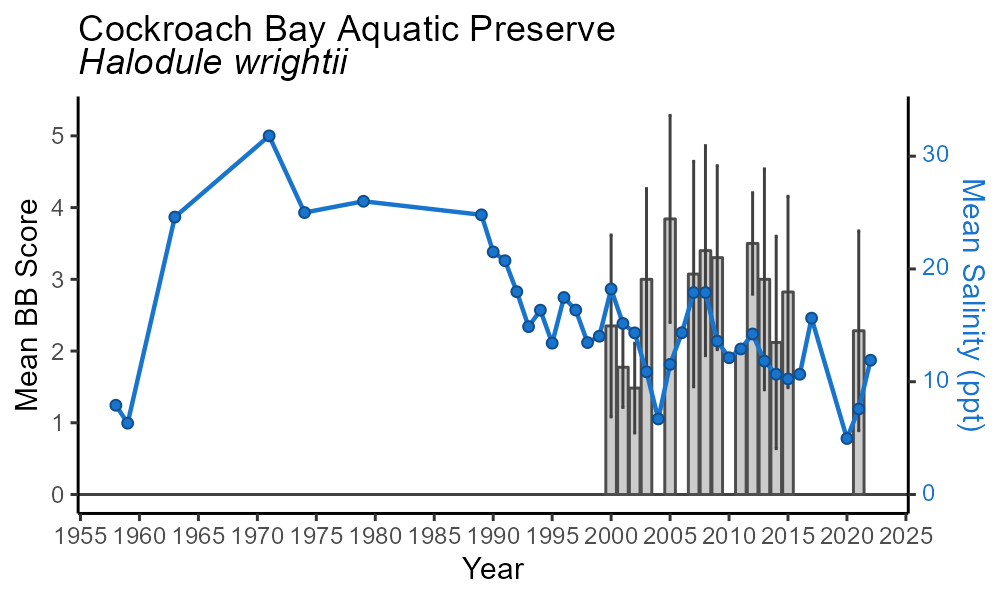 Cockroach Bay Aquatic Preserve
Halodule wrightii
5
4
3
2
1
0
Mean BB Score
30
20
10
0
Mean Salinity (ppt)
1955 1960 1965 1970 1975 1980 1985 1990 1995 2000 2005 2010 2015 2020 2025
Year